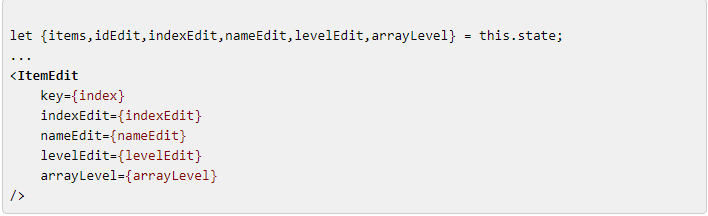 let {items,idEdit,indexEdit,nameEdit,levelEdit,arrayLevel} = this.state;
...
<ItemEdit
    key={index}
    indexEdit={indexEdit}
    nameEdit={nameEdit}
    levelEdit={levelEdit}
    arrayLevel={arrayLevel}
/>